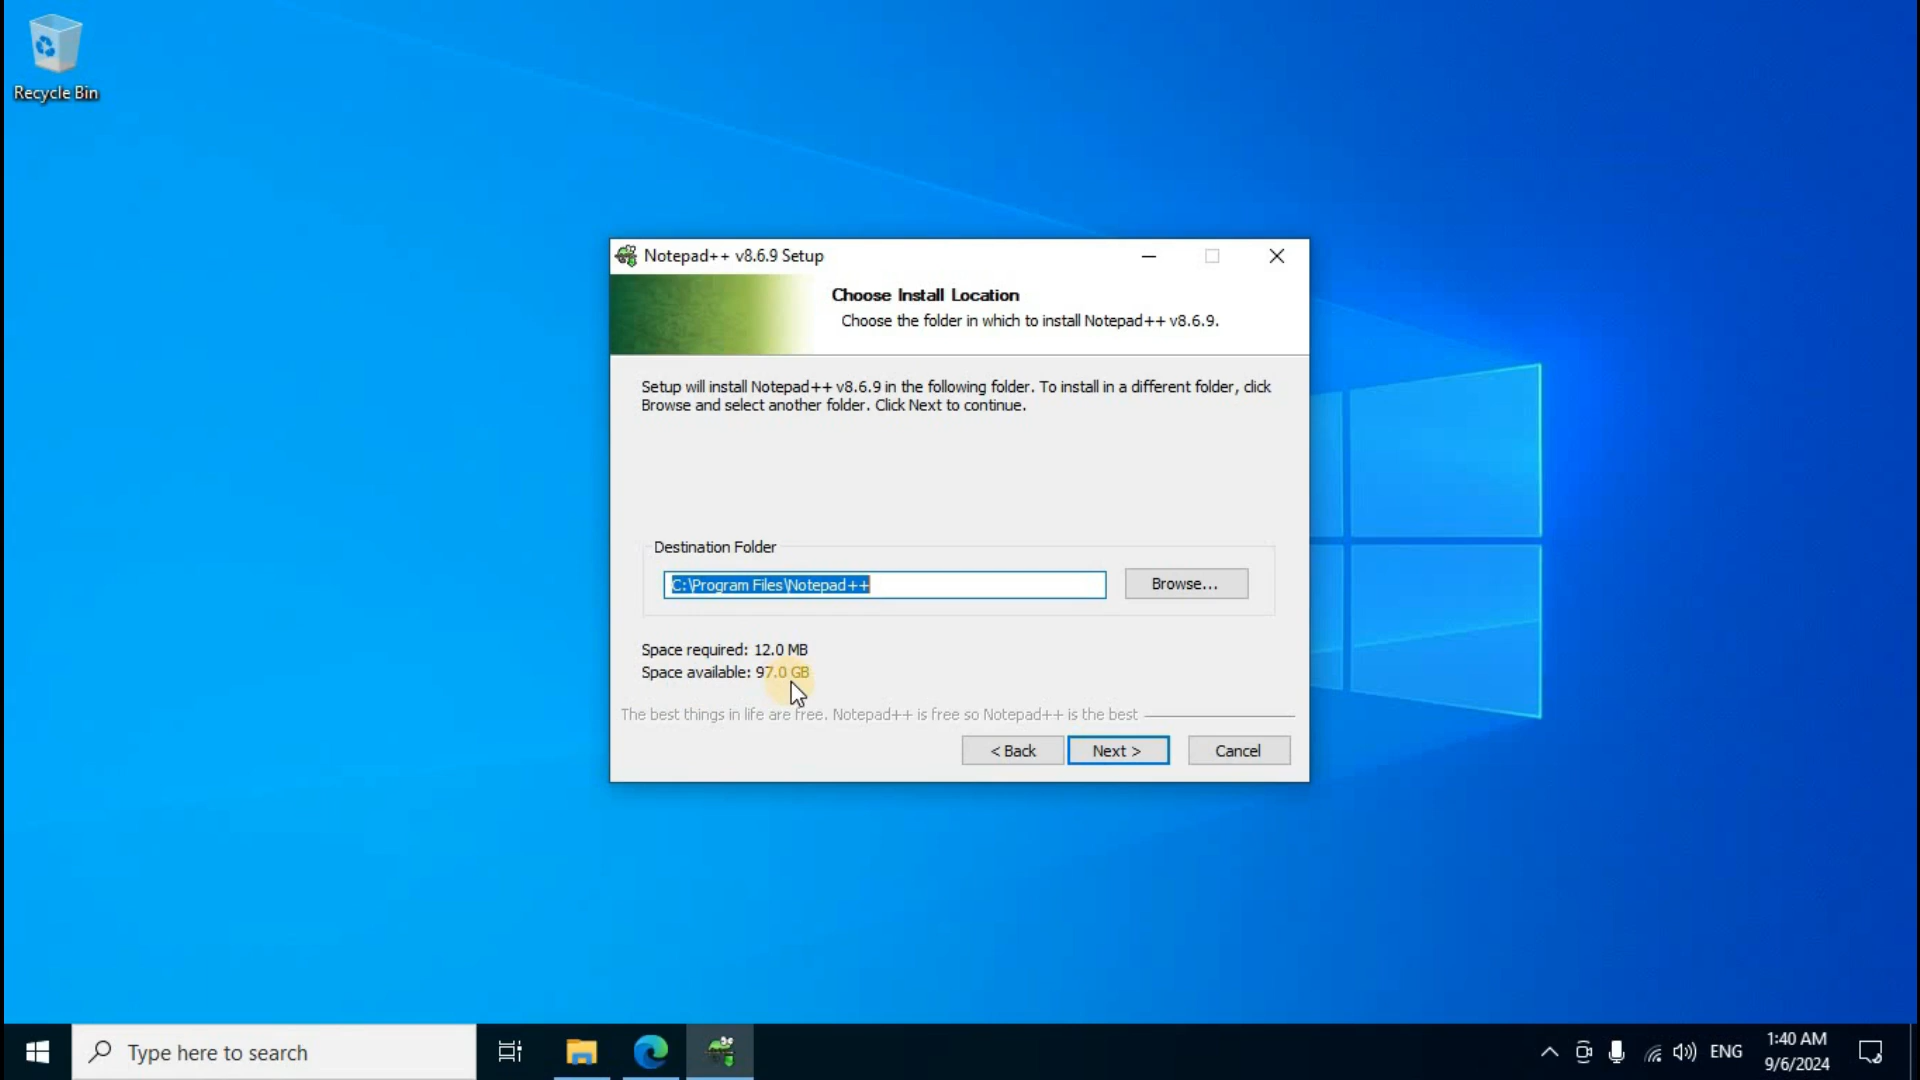 Recycle Bin
Notepad++ v8.6.9 Setup
Choose Install Location
Choose the folder in which to install Notepad++ v8.6.9.
Setup will install Notepad++ v8.6.9 in the following folder. To install in a different folder, click
Browse and select another folder. Click Next to continue.
Destination Folder
C:\Program Files\Notepad++
Browse...
Space required: 12.0 MB
Space available: 97.0 GB
The best things in life are free. Notepad++ is free so Notepad++ is the best
< Back
Next >
Cancel
Type here to search
ENG
1:40 AM
9/6/2024